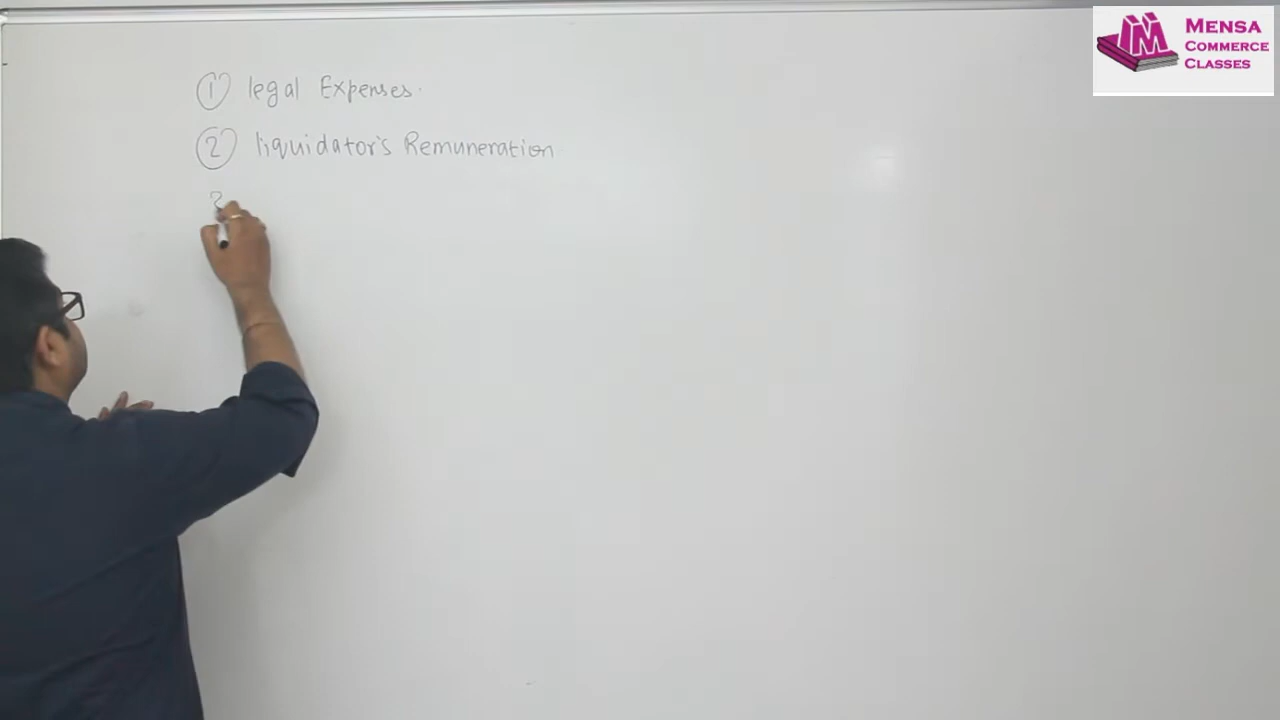 ① legal Expenses.
② liquidator's Remuneration
MENSA
COMMERCE
CLASSES